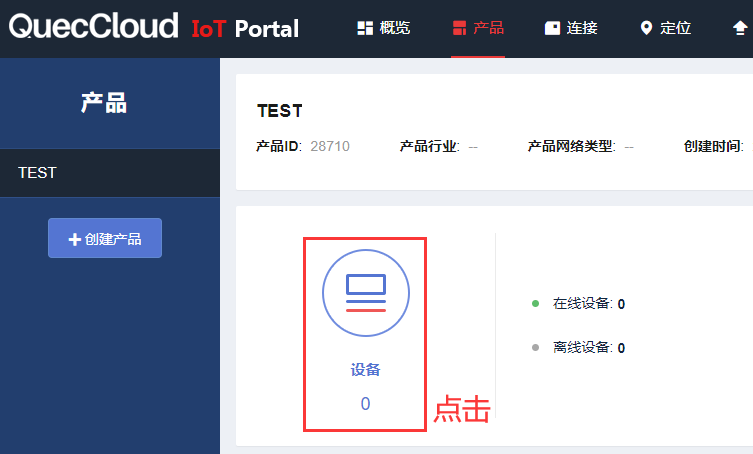 QuecCloud IoT Portal 概览 产品 连接 定位
产品
TEST
创建产品
TEST
产品ID: 28710 产品行业: -- 产品网络类型: -- 创建时间:
设备
0
点击
在线设备: 0
离线设备: 0